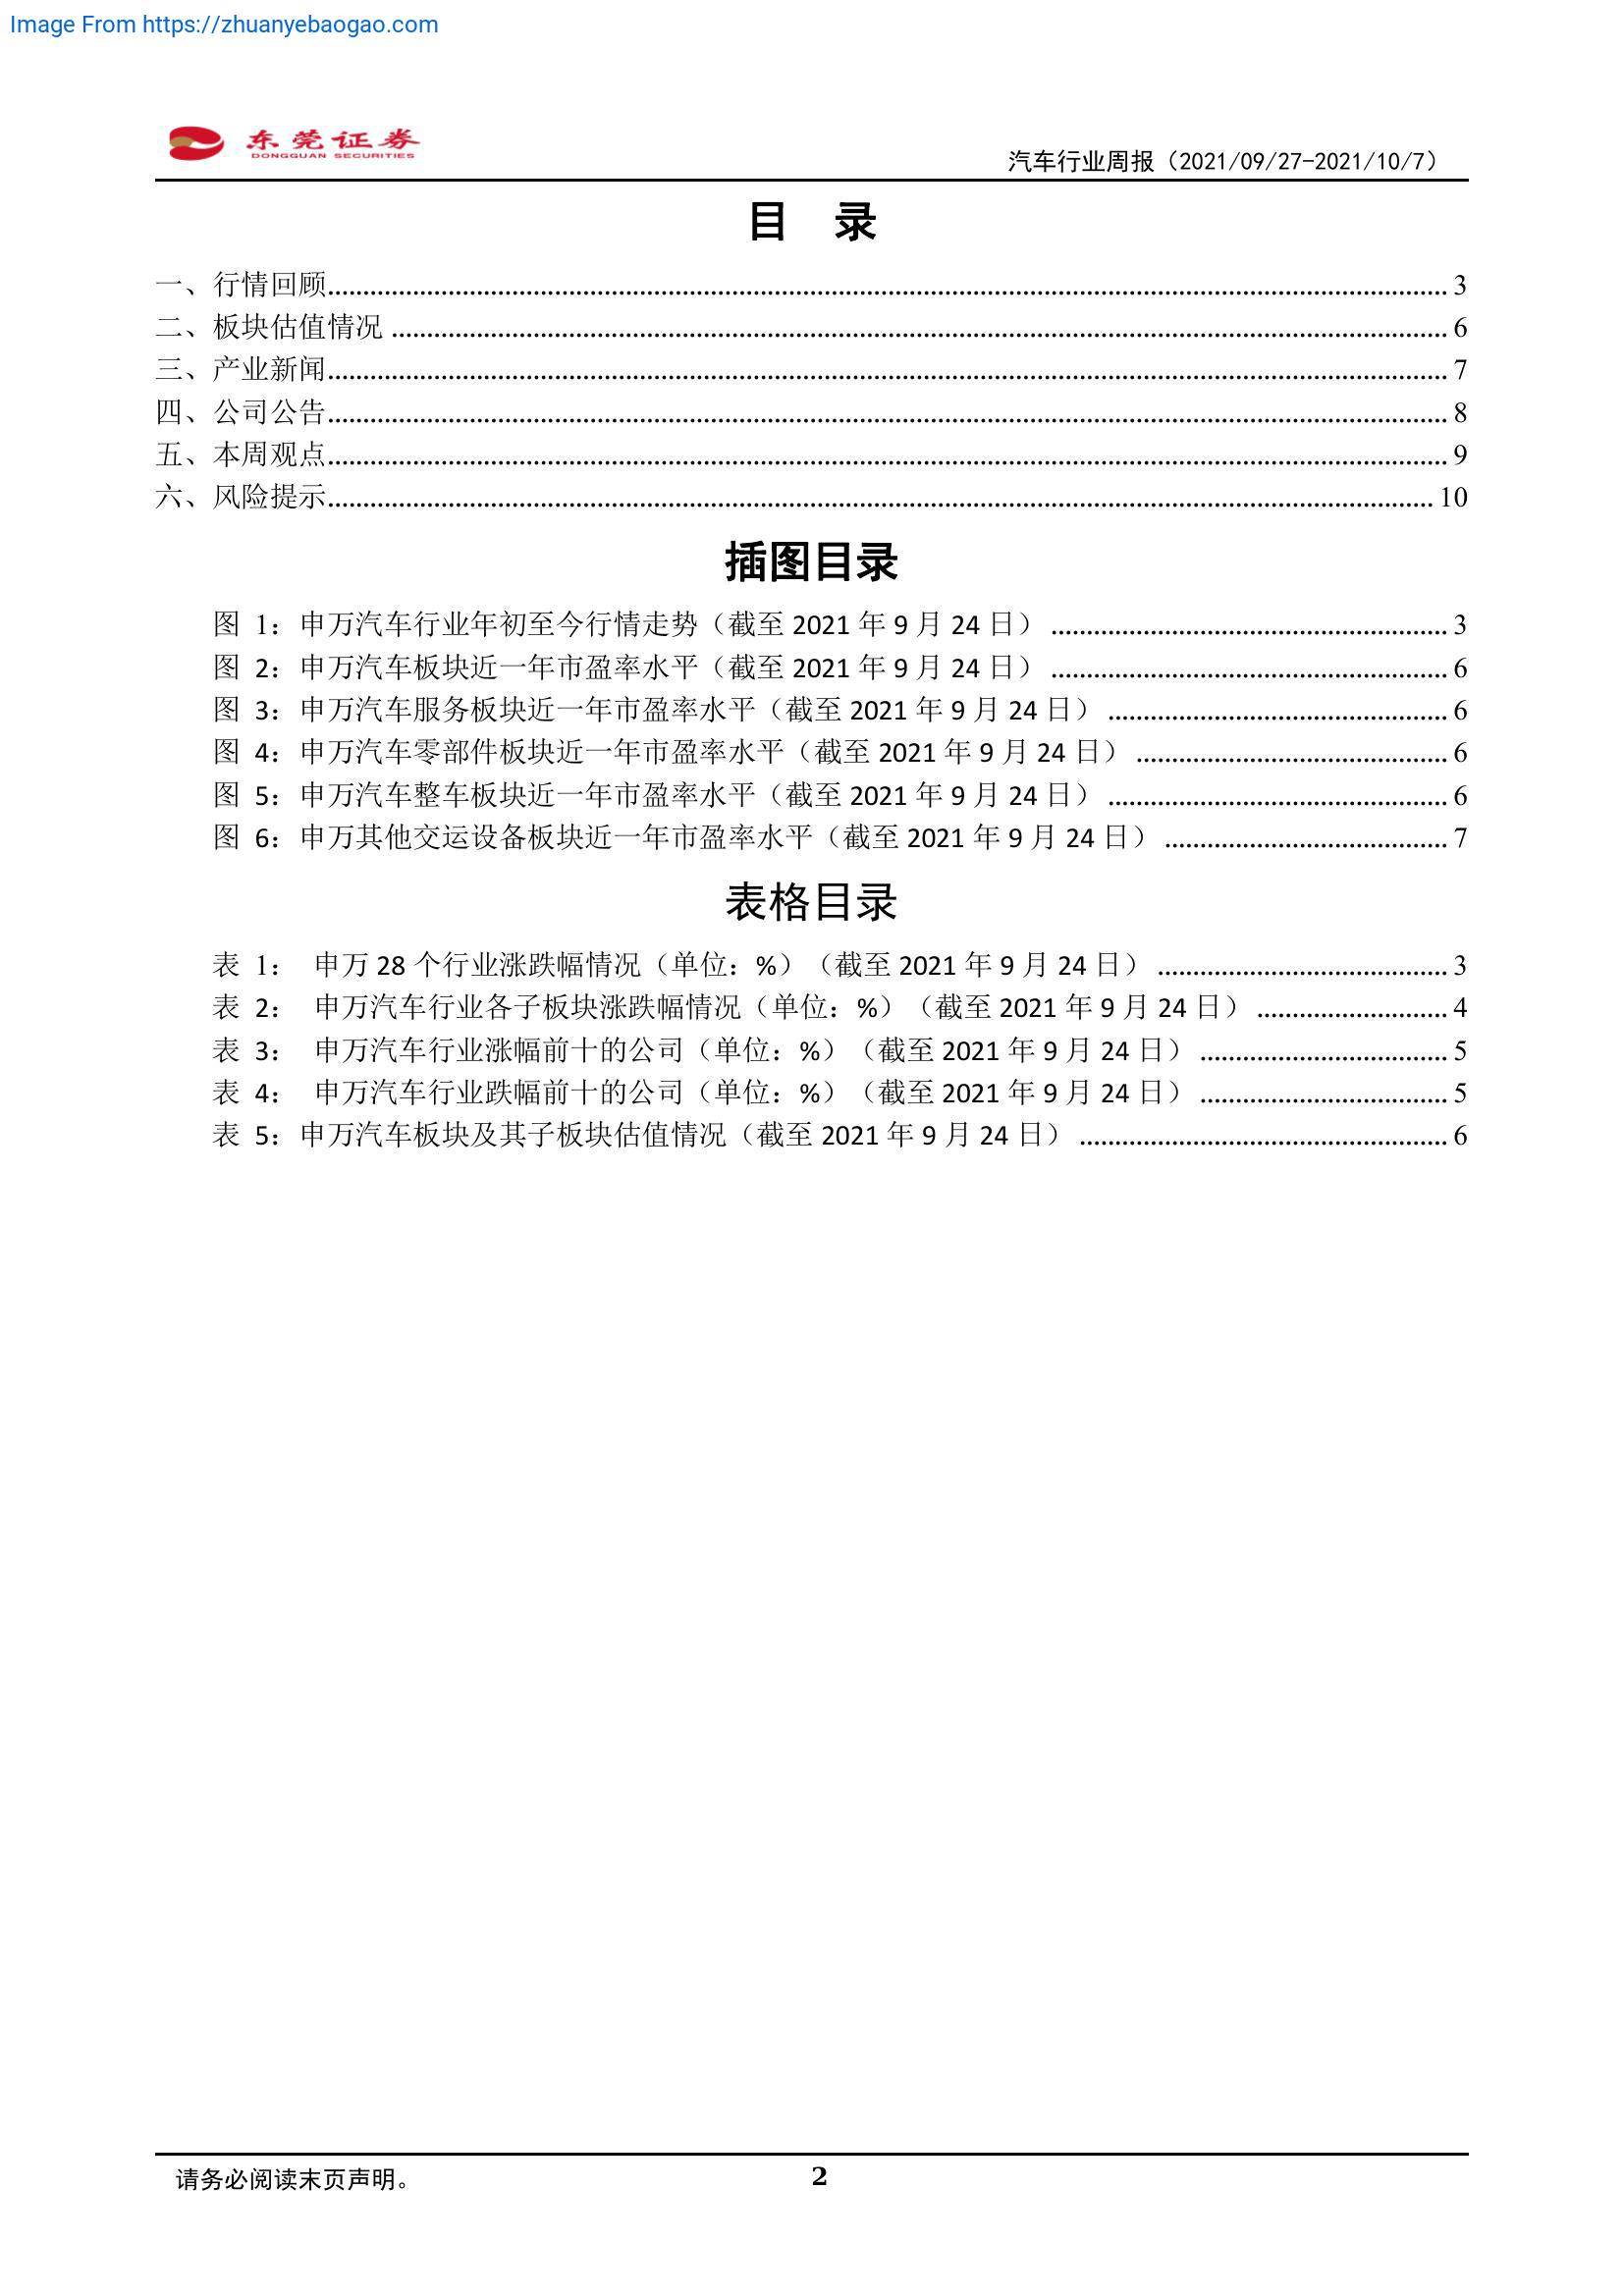 Image From https://zhuanyebaogao.com
东莞证券
DONGGUAN SECURITIES
汽车行业周报（2021/09/27-2021/10/7）
目 录
一、行情回顾 3
二、板块估值情况 6
三、产业新闻 7
四、公司公告 8
五、本周观点 9
六、风险提示 10
插图目录
图 1：申万汽车行业年初至今行情走势（截至 2021 年 9 月 24 日） 3
图 2：申万汽车板块近一年市盈率水平（截至 2021 年 9 月 24 日） 6
图 3：申万汽车服务板块近一年市盈率水平（截至 2021 年 9 月 24 日） 6
图 4：申万汽车零部件板块近一年市盈率水平（截至 2021 年 9 月 24 日） 6
图 5：申万汽车整车板块近一年市盈率水平（截至 2021 年 9 月 24 日） 6
图 6：申万其他交运设备板块近一年市盈率水平（截至 2021 年 9 月 24 日） 7
表格目录
表 1： 申万 28 个行业涨跌幅情况（单位：%）（截至 2021 年 9 月 24 日） 3
表 2： 申万汽车行业各子板块涨跌幅情况（单位：%）（截至 2021 年 9 月 24 日） 4
表 3： 申万汽车行业涨幅前十的公司（单位：%）（截至 2021 年 9 月 24 日） 5
表 4： 申万汽车行业跌幅前十的公司（单位：%）（截至 2021 年 9 月 24 日） 5
表 5：申万汽车板块及其子板块估值情况（截至 2021 年 9 月 24 日） 6
请务必阅读末页声明。
2